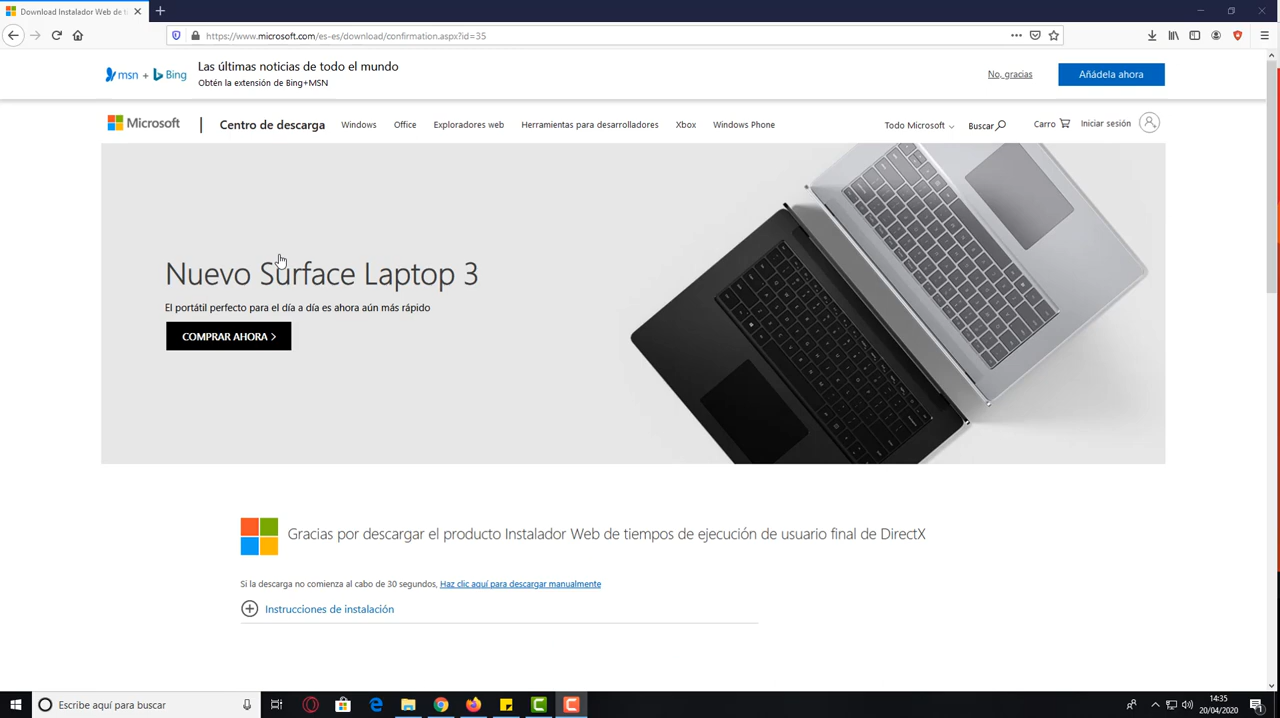 Download Instalador Web de t
https://www.microsoft.com/es-es/download/confirmation.aspx?id=35
msn + Bing
Las últimas noticias de todo el mundo
Obtén la extensión de Bing+MSN
No, gracias
Añádela ahora
Microsoft
Centro de descarga
Windows
Office
Exploradores web
Herramientas para desarrolladores
Xbox
Windows Phone
Todo Microsoft
Buscar
Carro
Iniciar sesión
Nuevo Surface Laptop 3
El portátil perfecto para el día a día es ahora aún más rápido
COMPRAR AHORA >
Gracias por descargar el producto Instalador Web de tiempos de ejecución de usuario final de DirectX
Si la descarga no comienza al cabo de 30 segundos, Haz clic aquí para descargar manualmente
Instrucciones de instalación
Escribe aquí para buscar
14:35
20/04/2020